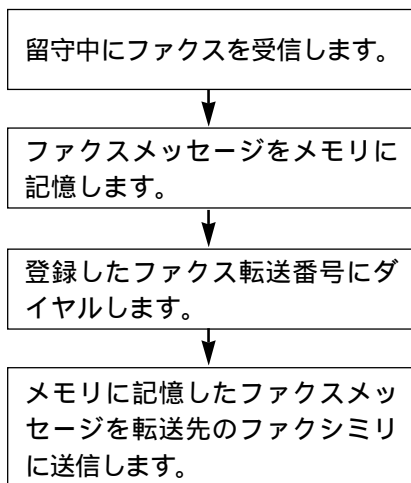 留守中にファクスを受信します。
ファクスメッセージをメモリに
記憶します。
登録したファクス転送番号にダ
イヤルします。
メモリに記憶したファクスメッ
セージを転送先のファクシミリ
に送信します。